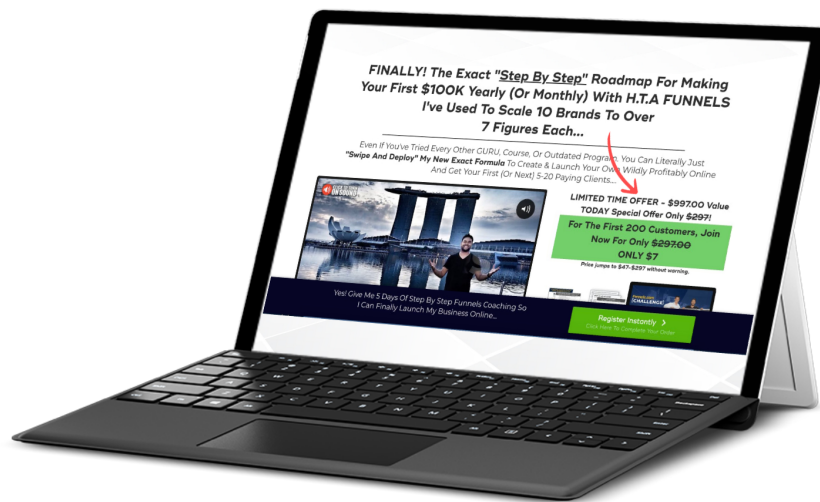 FINALLY! The Exact "Step By Step" Roadmap For Making
Your First $100K Yearly (Or Monthly) With H.T.A FUNNELS
I've Used To Scale 10 Brands To Over
7 Figures Each...
Even If You've Tried Every Other GURU, Course, Or Outdated Program. You Can Literally Just
"Swipe And Deploy" My New Exact Formula To Create & Launch Your Own Wildly Profitably Online
And Get Your First (Or Next) 5-20 Paying Clients...
ON SOUND
LIMITED TIME OFFER - $997.00 Value
TODAY Special Offer Only $297!
For The First 200 Customers, Join
Now For Only $297.00
ONLY $7
Price jumps to $47-$297 without warning.
CHALLENGE!
Yes! Give Me 5 Days Of Step By Step Funnels Coaching So
I Can Finally Launch My Business Online...
Register Instantly >
Click Here To Complete Your Order